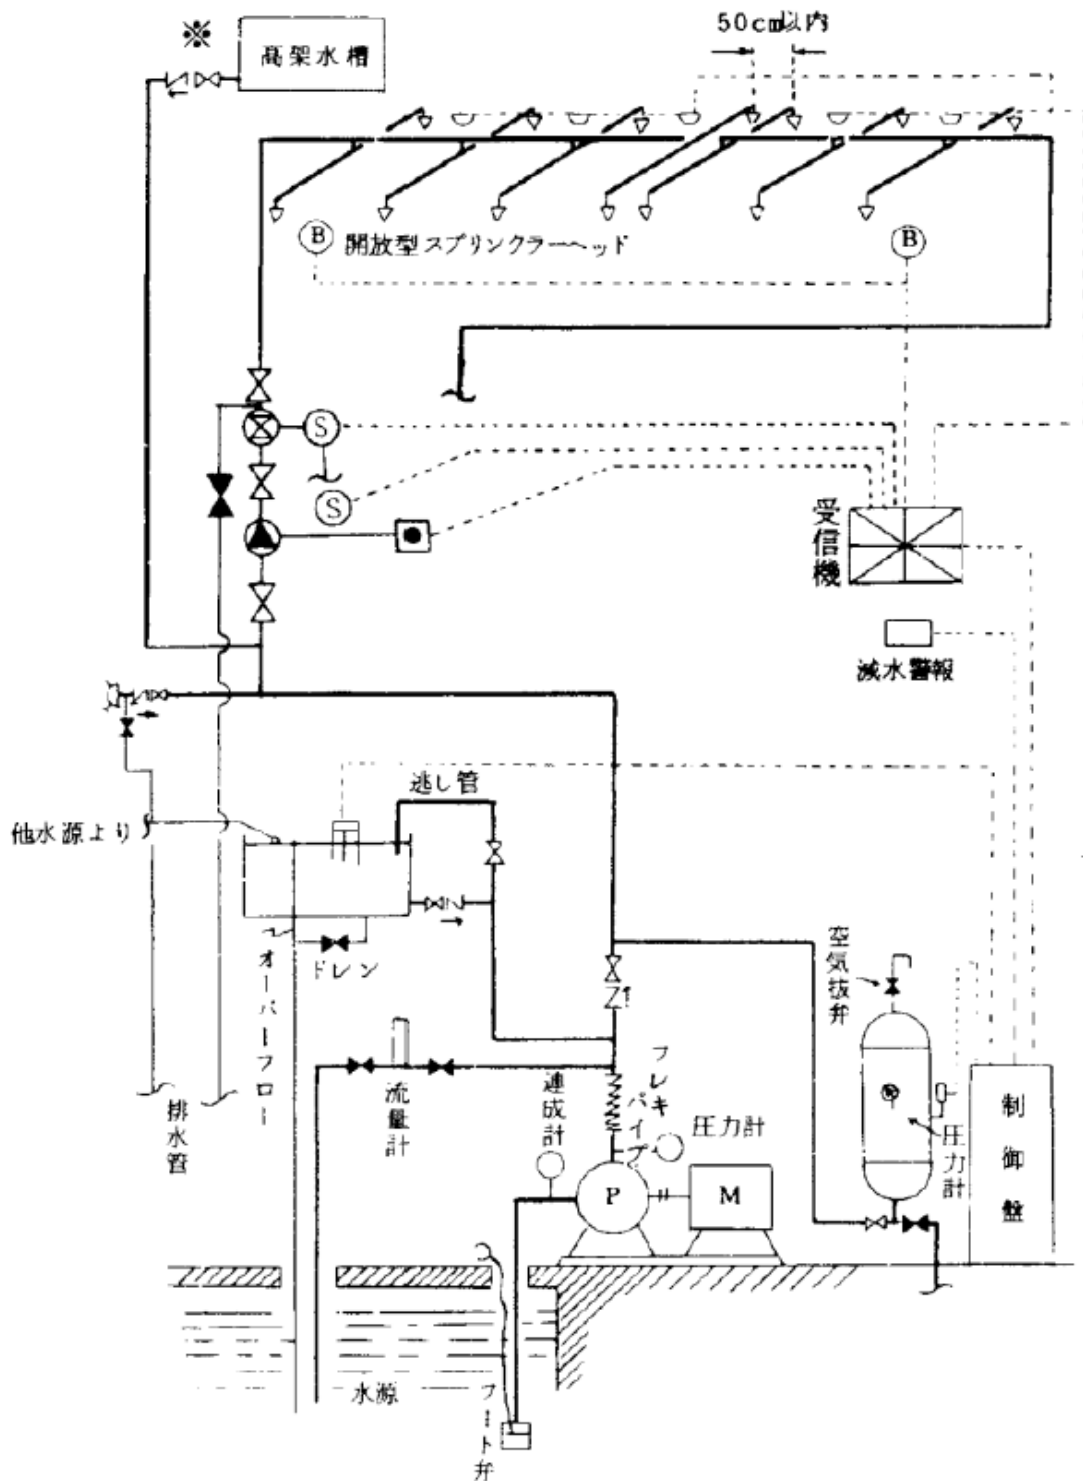 ※
高架水槽
50cm以内
B
開放型スプリンクラーヘッド
B
S
S
受信機
減水警報
逃し管
他水源より
ドレン
オーバーフロー
空気抜弁
排水管
流量計
連成計
フレキ
パイプ
圧力計
圧力計
制御盤
P
M
水源
フート弁